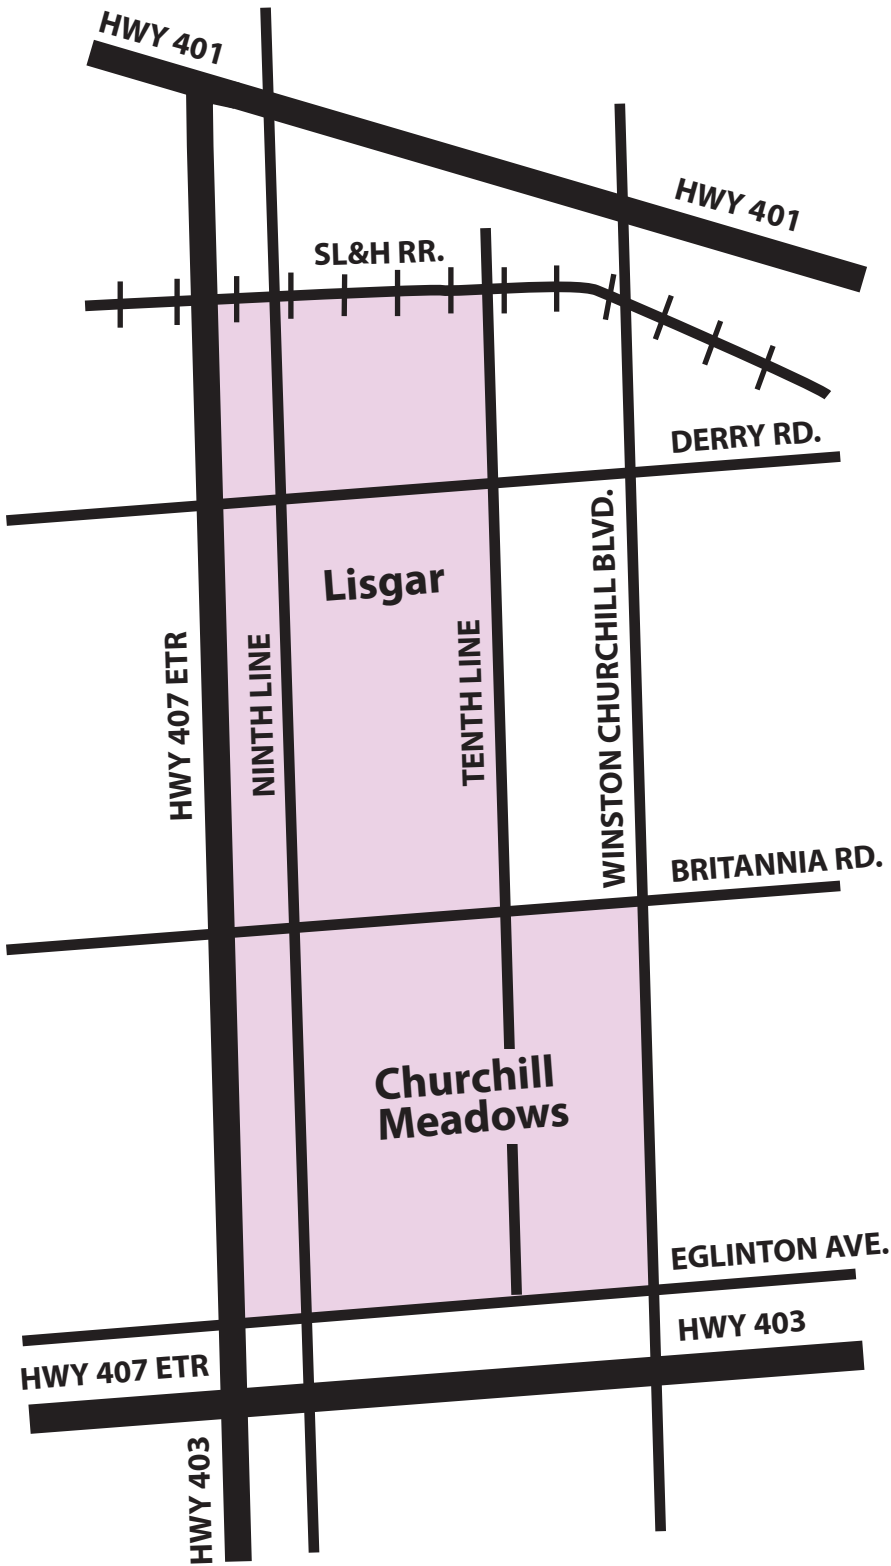 HWY 401
HWY 401
SL&H RR.
DERRY RD.
WINSTON CHURCHILL BLVD.
Lisgar
HWY 407 ETR
NINTH LINE
TENTH LINE
BRITANNIA RD.
Churchill
Meadows
EGLINTON AVE.
HWY 403
HWY 407 ETR
HWY 403